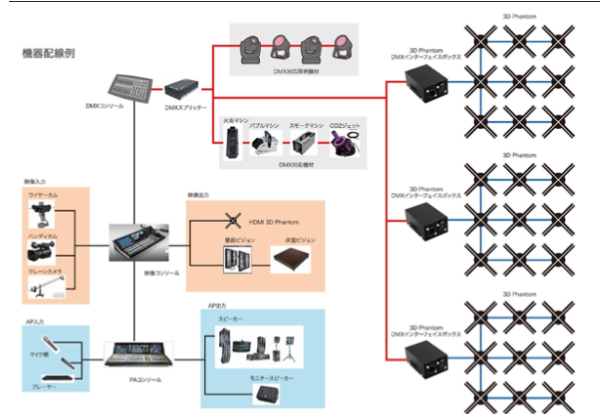 機器配線例
DMXコンソール
DMXスプリッター
DMX対応照明機材
火炎マシン
バブルマシン
スモークマシン
CO2ジェット
DMX対応機材
3D Phantom
3D Phantom
DMXインターフェイスボックス
3D Phantom
3D Phantom
DMXインターフェイスボックス
3D Phantom
3D Phantom
DMXインターフェイスボックス
映像入力
ワイヤーカム
ハンディカム
クレーンカメラ
映像コンソール
映像出力
HDMI 3D Phantom
壁面ビジョン
床面ビジョン
AP入力
マイク類
プレーヤー
PAコンソール
AP出力
スピーカー
モニタースピーカー